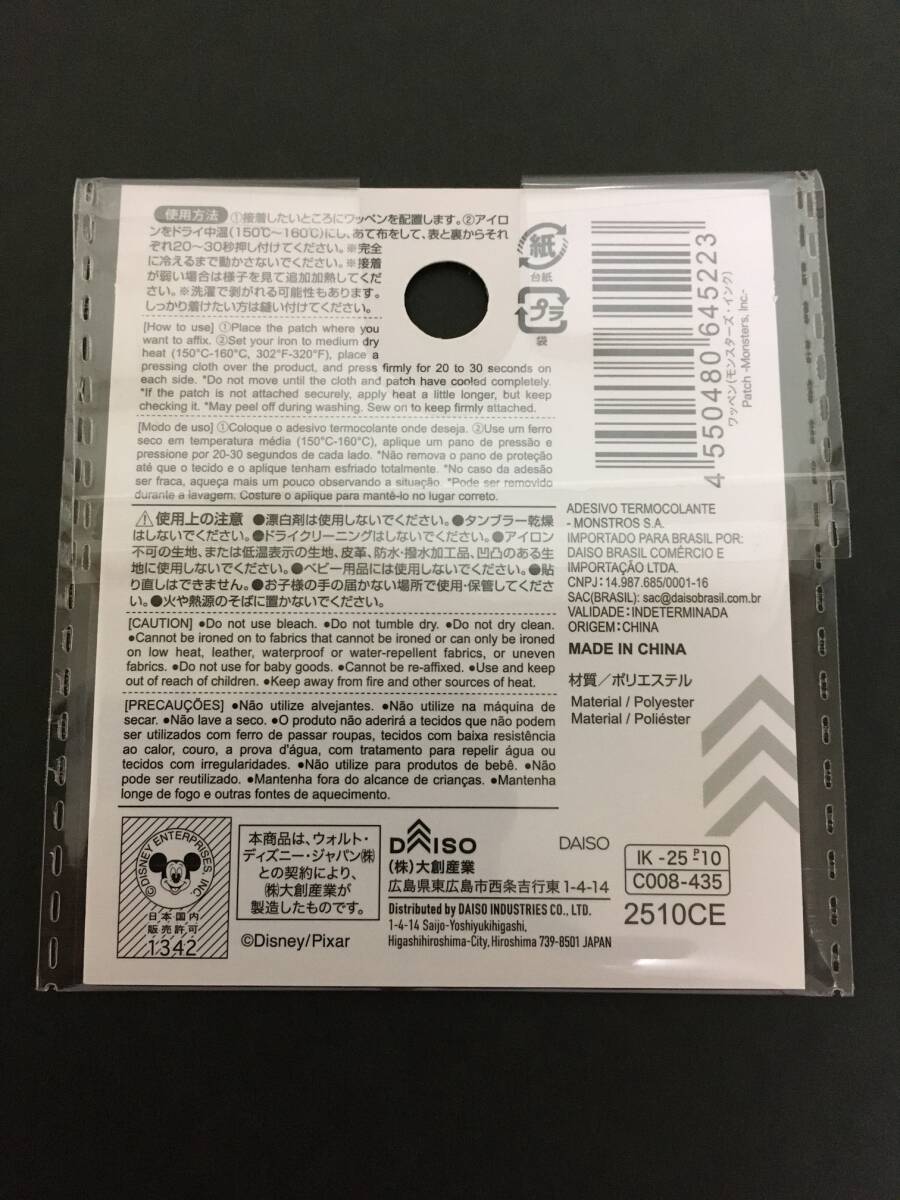 使用方法 ①接着したいところにワッペンを配置します。②アイロ
ンをドライ中温(150℃～160℃)にし、あて布をして、表と裏からそれ
ぞれ20～30秒押し付けてください。※完全
に冷えるまで動かさないでください。※接着
が弱い場合は様子を見て追加加熱してくだ
さい。※洗濯で剥がれる可能性もあります。
しっかり着けたい方は縫い付けてください。
[How to use] ①Place the patch where you
want to affix. ②Set your iron to medium dry
heat (150°C-160°C, 302°F-320°F), place a
pressing cloth over the product, and press firmly for 20 to 30 seconds on
each side. *Do not move until the cloth and patch have cooled completely.
*If the patch is not attached securely, apply heat a little longer, but keep
checking it. *May peel off during washing. Sew on to keep firmly attached.
[Modo de uso] ①Coloque o adesivo termocolante onde deseja. ②Use um ferro
seco em temperatura média (150°C-160°C), aplique um pano de pressão e
pressione por 20-30 segundos de cada lado. *Não remova o pano de proteção
até que o tecido e o aplique tenham esfriado totalmente. *No caso da adesão
ser fraca, aqueça mais um pouco observando a situação. *Pode ser removido
durante a lavagem. Costure o aplique para mantê-lo no lugar correto.
⚠使用上の注意 ●漂白剤は使用しないでください。●タンブラー乾燥
はしないでください。●ドライクリーニングはしないでください。●アイロン
不可の生地、または低温表示の生地、皮革、防水・撥水加工品、凹凸のある生
地に使用しないでください。●ベビー用品には使用しないでください。●貼
り直しはできません。●お子様の手の届かない場所で使用・保管してくださ
い。●火や熱源のそばに置かないでください。
[CAUTION] ●Do not use bleach. ●Do not tumble dry. ●Do not dry clean.
●Cannot be ironed on to fabrics that cannot be ironed or can only be ironed
on low heat, leather, waterproof or water-repellent fabrics, or uneven
fabrics. ●Do not use for baby goods. ●Cannot be re-affixed. ●Use and keep
out of reach of children. ●Keep away from fire and other sources of heat.
[PRECAUÇÕES] ●Não utilize alvejantes. ●Não utilize na máquina de
secar. ●Não lave a seco. ●O produto não aderirá a tecidos que não podem
ser utilizados com ferro de passar roupas, tecidos com baixa resistência
ao calor, couro, a prova d'água, com tratamento para repelir água ou
tecidos com irregularidades. ●Não utilize para produtos de bebê. ●Não
pode ser reutilizado. ●Mantenha fora do alcance de crianças. ●Mantenha
longe de fogo e outras fontes de aquecimento.
紙
台紙
プラ
袋
4 550480 645223
ワッペン(モンスターズ・インク)
Patch -Monsters, Inc.-
ADESIVO TERMOCOLANTE
- MONSTROS S.A.
IMPORTADO PARA BRASIL POR:
DAISO BRASIL COMÉRCIO E
IMPORTAÇÃO LTDA.
CNPJ:14.987.685/0001-16
SAC(BRASIL): sac@daisobrasil.com.br
VALIDADE:INDETERMINADA
ORIGEM:CHINA
MADE IN CHINA
材質/ポリエステル
Material / Polyester
Material / Poliéster
©DISNEY ENTERPRISES, INC.
日本国内
販売許可
1342
本商品は、ウォルト・
ディズニー・ジャパン㈱
との契約により、
㈱大創産業が
製造したものです。
©Disney/Pixar
DAISO
(株)大創産業
広島県東広島市西条吉行東1-4-14
Distributed by DAISO INDUSTRIES CO., LTD.
1-4-14 Saijo-Yoshiyukihigashi,
Higashihiroshima-City, Hiroshima 739-8501 JAPAN
DAISO
IK -25 P-10
C008-435
2510CE